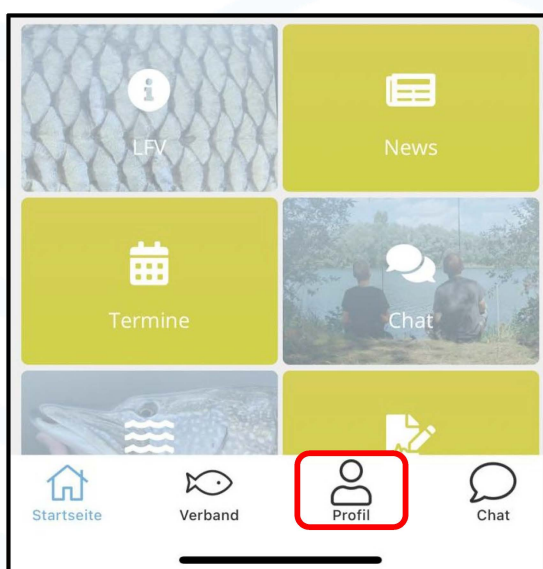 LFV
News
Termine
Chat
Startseite
Verband
Profil
Chat